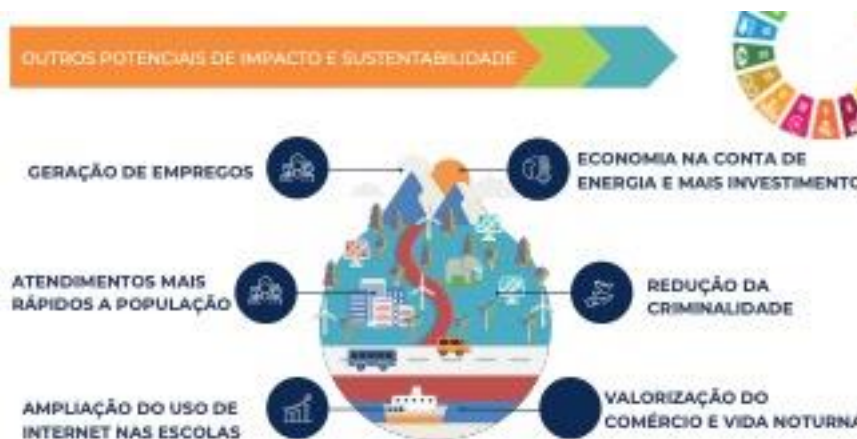 OUTROS POTENCIAIS DE IMPACTO E SUSTENTABILIDADE
GERAÇÃO DE EMPREGOS
ECONOMIA NA CONTA DE
ENERGIA E MAIS INVESTIMENTO
ATENDIMENTOS MAIS
RÁPIDOS A POPULAÇÃO
REDUÇÃO DA
CRIMINALIDADE
AMPLIAÇÃO DO USO DE
INTERNET NAS ESCOLAS
VALORIZAÇÃO DO
COMÉRCIO E VIDA NOTURNA